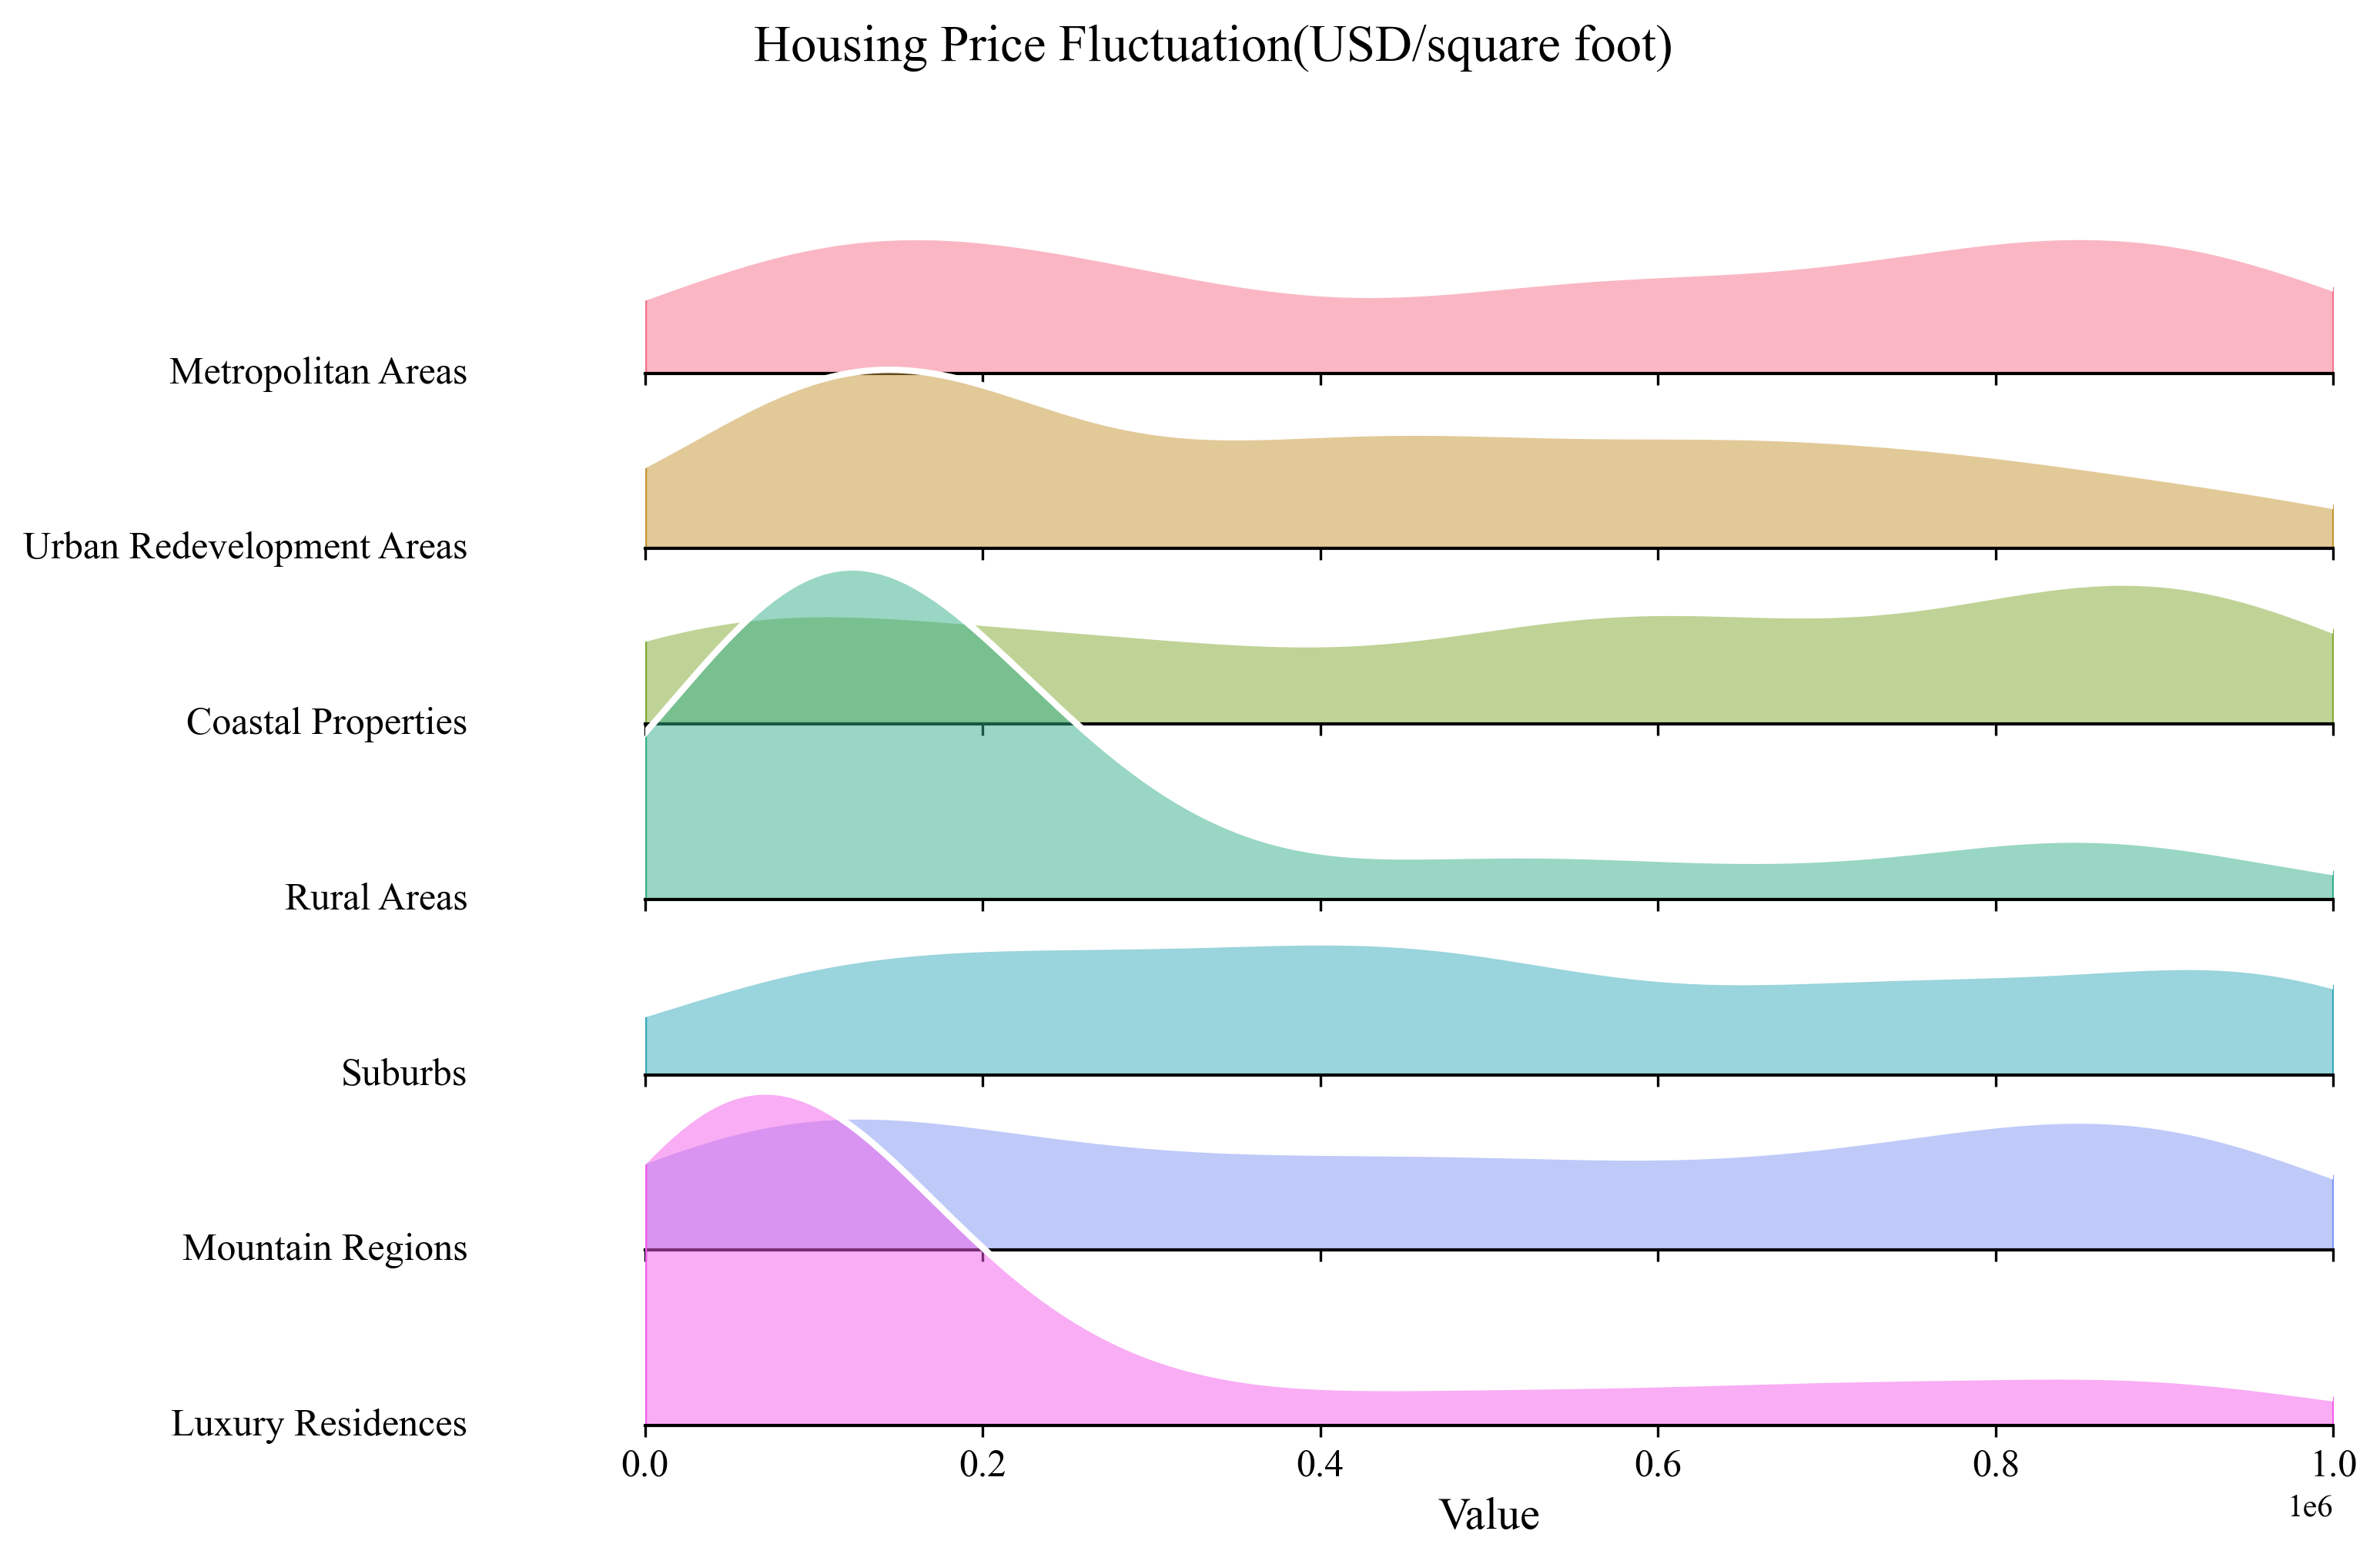 Housing Price Fluctuation(USD/square foot)
Metropolitan Areas
Urban Redevelopment Areas
Coastal Properties
Rural Areas
Suburbs
Mountain Regions
Luxury Residences
0.0 0.2 0.4 0.6 0.8 1.0
1e6
Value